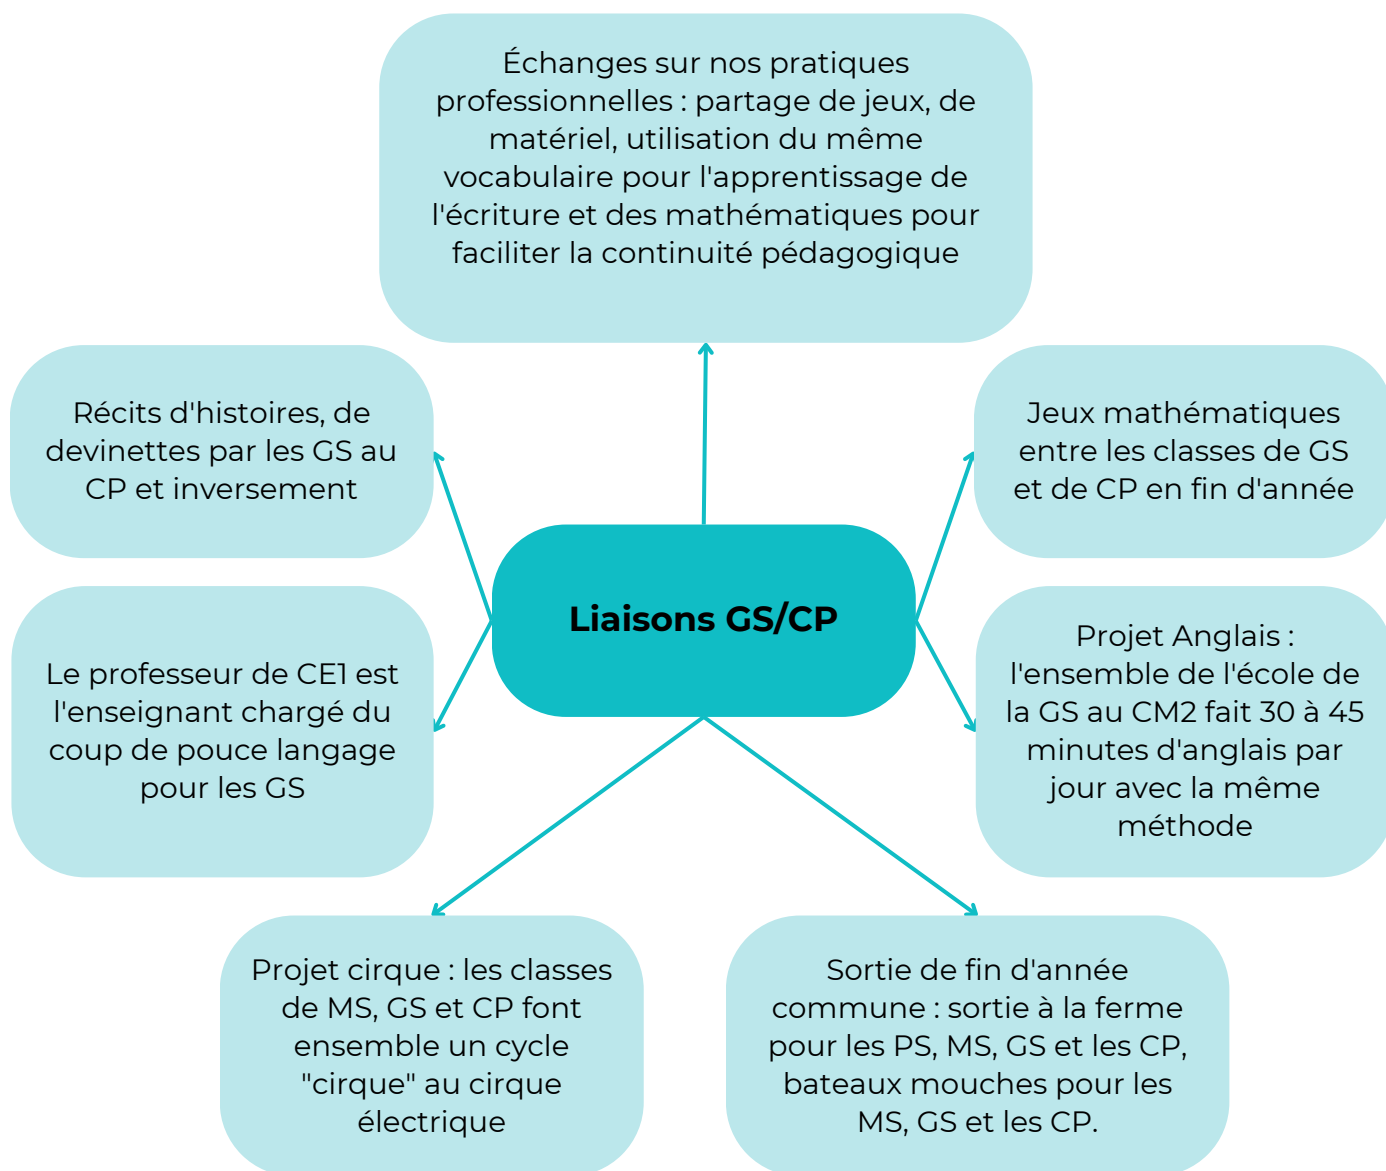 Échanges sur nos pratiques
professionnelles : partage de jeux, de
matériel, utilisation du même
vocabulaire pour l'apprentissage de
l'écriture et des mathématiques pour
faciliter la continuité pédagogique
Récits d'histoires, de
devinettes par les GS au
CP et inversement
Jeux mathématiques
entre les classes de GS
et de CP en fin d'année
Liaisons GS/CP
Le professeur de CE1 est
l'enseignant chargé du
coup de pouce langage
pour les GS
Projet Anglais :
l'ensemble de l'école de
la GS au CM2 fait 30 à 45
minutes d'anglais par
jour avec la même
méthode
Projet cirque : les classes
de MS, GS et CP font
ensemble un cycle
"cirque" au cirque
électrique
Sortie de fin d'année
commune : sortie à la ferme
pour les PS, MS, GS et les CP,
bateaux mouches pour les
MS, GS et les CP.